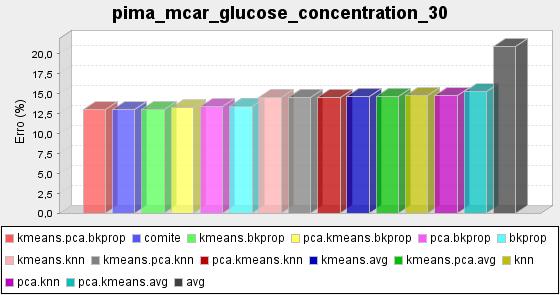 pima_mcar_glucose_concentration_30
20,0
17,5
15,0
12,5
10,0
7,5
5,0
2,5
0,0
Erro (%)
kmeans.pca.bkprop comite kmeans.bkprop pca.kmeans.bkprop pca.bkprop bkprop
kmeans.knn kmeans.pca.knn pca.kmeans.knn kmeans.avg kmeans.pca.avg knn
pca.knn pca.kmeans.avg avg